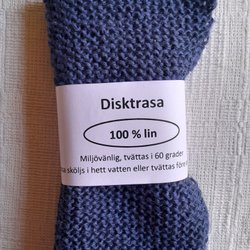 Disktrasa
100 % lin
Miljövänlig, tvättas i 60 grader
sköljs i hett vatten eller tvättas före